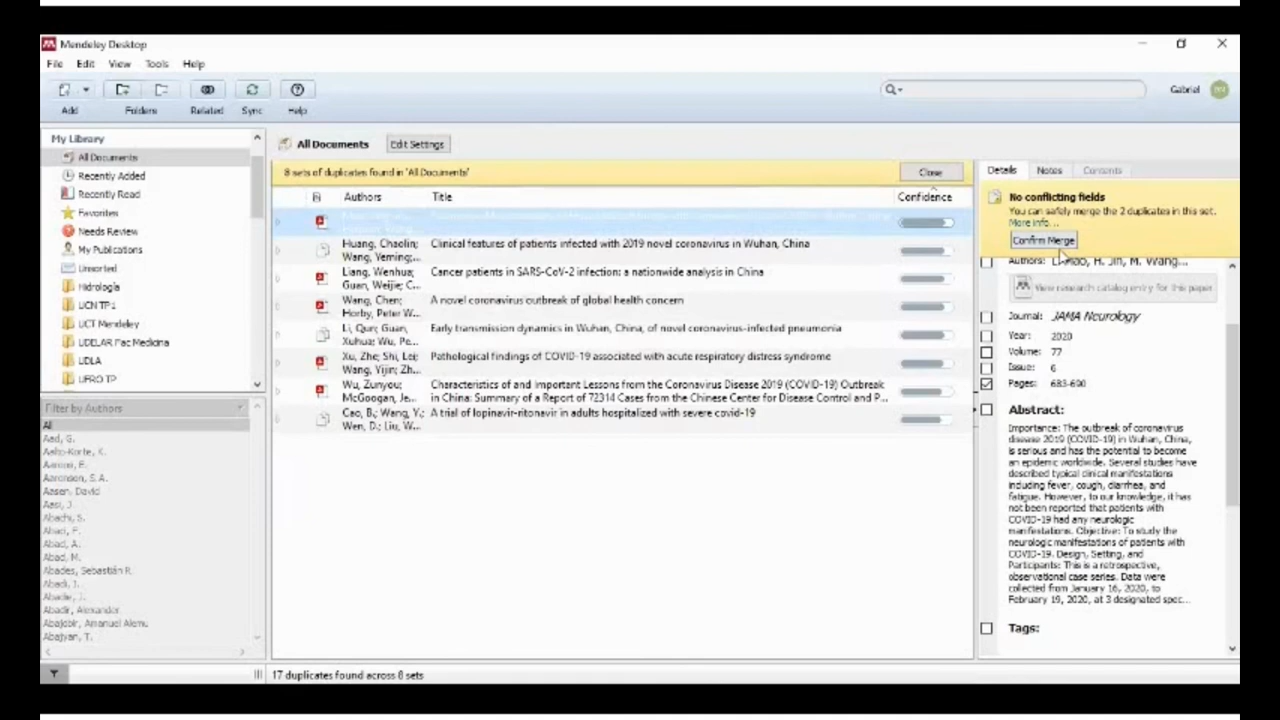 Mendeley Desktop
File Edit View Tools Help
Gabriel
Add Folders Related Sync Help
My Library
All Documents
Recently Added
Recently Read
Favorites
Needs Review
My Publications
Unsorted
Hidrología
UCN TP1
UCT Mendeley
UDELAR Fac Medicina
UDLA
UFRO TP
Filter by Authors
All
Aad, G.
Aalto-Korte, K.
Aaronson, S. A.
Aasen, David
Abachi, S.
Abad, A.
Abad, M.
Abades, Sebastián R.
Abadi, J.
Abadie, J.
Abadir, Alexander
Abajobir, Amanuel Alemu
Abajyan, T.
All Documents Edit Settings
8 sets of duplicates found in 'All Documents' Close
Authors Title Confidence
Huang, Chaolin; Clinical features of patients infected with 2019 novel coronavirus in Wuhan, China
Wang, Yeming;...
Liang, Wenhua; Cancer patients in SARS-CoV-2 infection: a nationwide analysis in China
Guan, Weijie; C...
Wang, Chen; A novel coronavirus outbreak of global health concern
Horby, Peter W...
Li, Qun; Guan, Early transmission dynamics in Wuhan, China, of novel coronavirus-infected pneumonia
Xuhua; Wu, Pe...
Xu, Zhe; Shi, Lei; Pathological findings of COVID-19 associated with acute respiratory distress syndrome
Wang, Yijin; Zh...
Wu, Zunyou; Characteristics of and Important Lessons from the Coronavirus Disease 2019 (COVID-19) Outbreak
McGoogan, Je... in China: Summary of a Report of 72314 Cases from the Chinese Center for Disease Control and P...
Cao, B.; Wang, Y.; A trial of lopinavir-ritonavir in adults hospitalized with severe covid-19
Wen, D.; Liu, W...
17 duplicates found across 8 sets
Details Notes Contents
No conflicting fields
You can safely merge the 2 duplicates in this set.
More info...
Confirm Merge
Authors: L. Mao, H. Jin, M. Wang...
View research catalog entry for this paper
Journal: JAMA Neurology
Year: 2020
Volume: 77
Issue: 6
Pages: 683-690
Abstract:
Importance: The outbreak of coronavirus
disease 2019 (COVID-19) in Wuhan, China,
is serious and has the potential to become
an epidemic worldwide. Several studies have
described typical clinical manifestations
including fever, cough, diarrhea, and
fatigue. However, to our knowledge, it has
not been reported that patients with
COVID-19 had any neurologic
manifestations. Objective: To study the
neurologic manifestations of patients with
COVID-19. Design, Setting, and
Participants: This is a retrospective,
observational case series. Data were
collected from January 16, 2020, to
February 19, 2020, at 3 designated spec...
Tags: